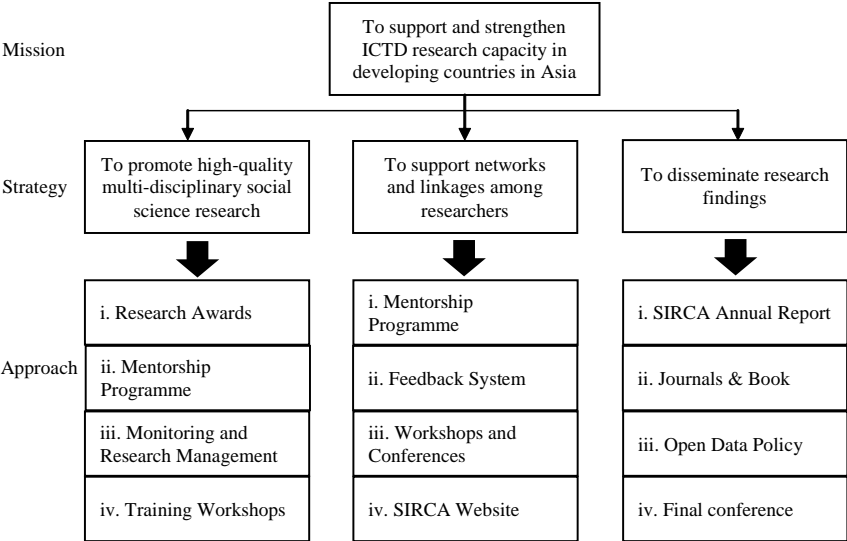 Mission
To support and strengthen
ICTD research capacity in
developing countries in Asia
Strategy
To promote high-quality
multi-disciplinary social
science research
To support networks
and linkages among
researchers
To disseminate research
findings
Approach
i. Research Awards
ii. Mentorship
Programme
iii. Monitoring and
Research Management
iv. Training Workshops
i. Mentorship
Programme
ii. Feedback System
iii. Workshops and
Conferences
iv. SIRCA Website
i. SIRCA Annual Report
ii. Journals & Book
iii. Open Data Policy
iv. Final conference